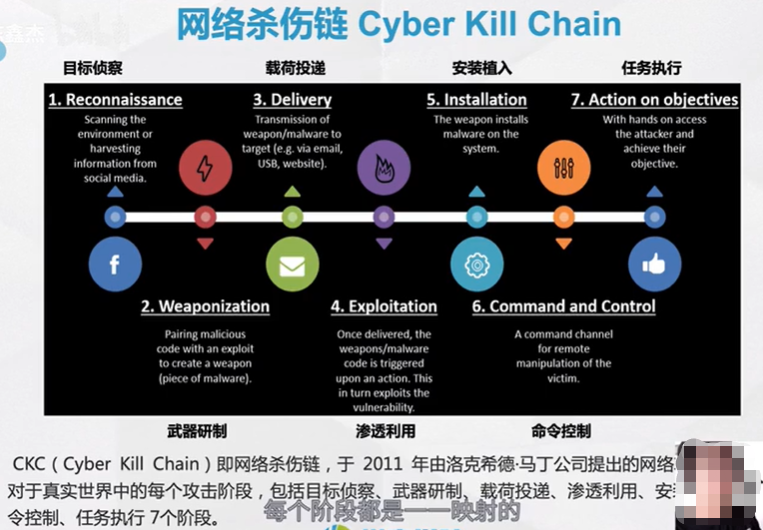 网络杀伤链 Cyber Kill Chain
鑫杰
目标侦察
载荷投递
安装植入
任务执行
1. Reconnaissance
Scanning the
environment or
harvesting
information from
social media.
3. Delivery
Transmission of
weapon/malware to
target (e.g. via email,
USB, website).
5. Installation
The weapon installs
malware on the
system.
7. Action on objectives
With hands on access
the attacker and
achieve their
objective.
f
2. Weaponization
Pairing malicious
code with an exploit
to create a weapon
(piece of malware).
4. Exploitation
Once delivered, the
weapons/malware
code is triggered
upon an action. This
in turn exploits the
vulnerability.
6. Command and Control
A command channel
for remote
manipulation of the
victim.
武器研制
渗透利用
命令控制
CKC（Cyber Kill Chain）即网络杀伤链，于 2011 年由洛克希德·马丁公司提出的网络
对于真实世界中的每个攻击阶段，包括目标侦察、武器研制、载荷投递、渗透利用、安
令控制、任务执行 7个阶段。
每个阶段都是一一映射的